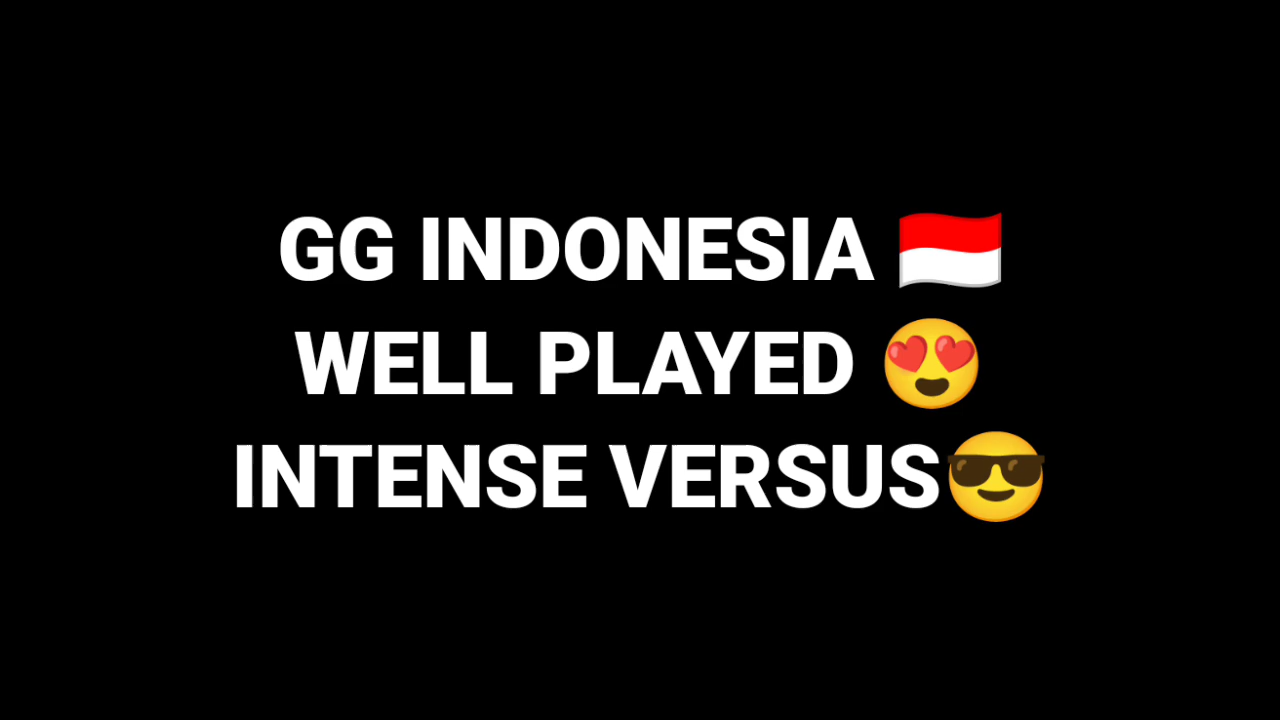 GG INDONESIA 🇮🇩
WELL PLAYED 😍
INTENSE VERSUS😎